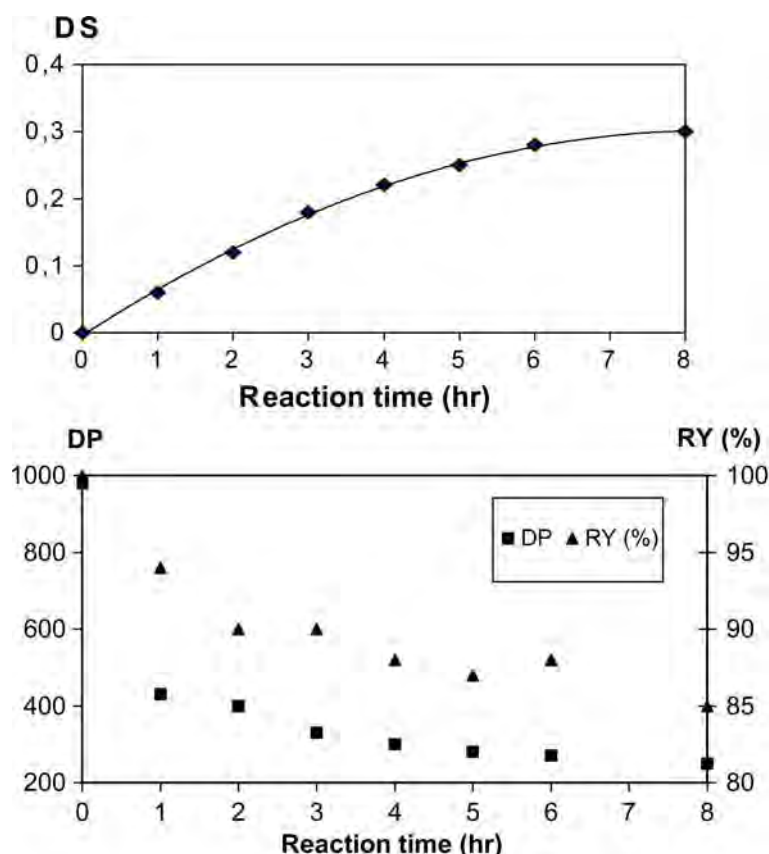 DS
0,4
0,3
0,2
0,1
0
0 1 2 3 4 5 6 7 8
Reaction time (hr)
DP RY (%)
1000 100
DP RY (%)
800 95
600 90
400 85
200 80
0 1 2 3 4 5 6 7 8
Reaction time (hr)